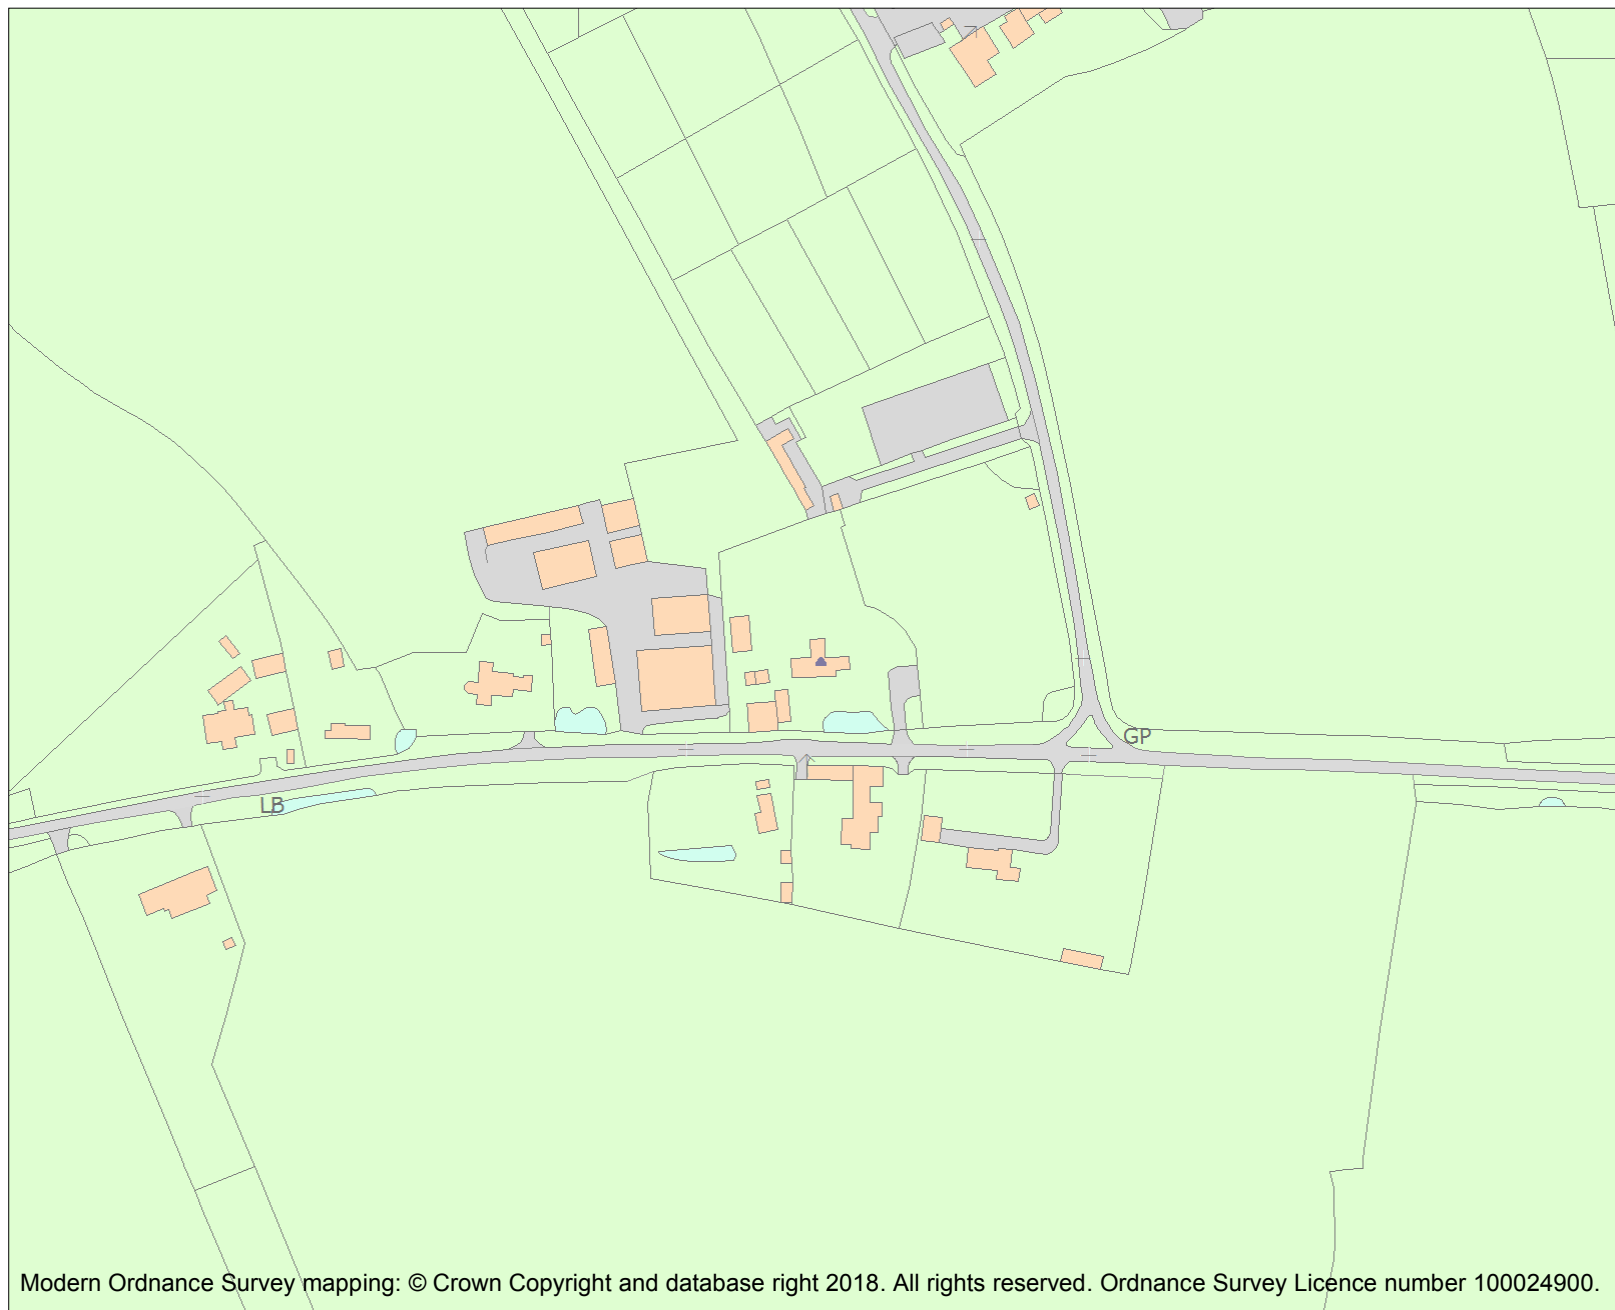 GP
LB
Modern Ordnance Survey mapping: © Crown Copyright and database right 2018. All rights reserved. Ordnance Survey Licence number 100024900.